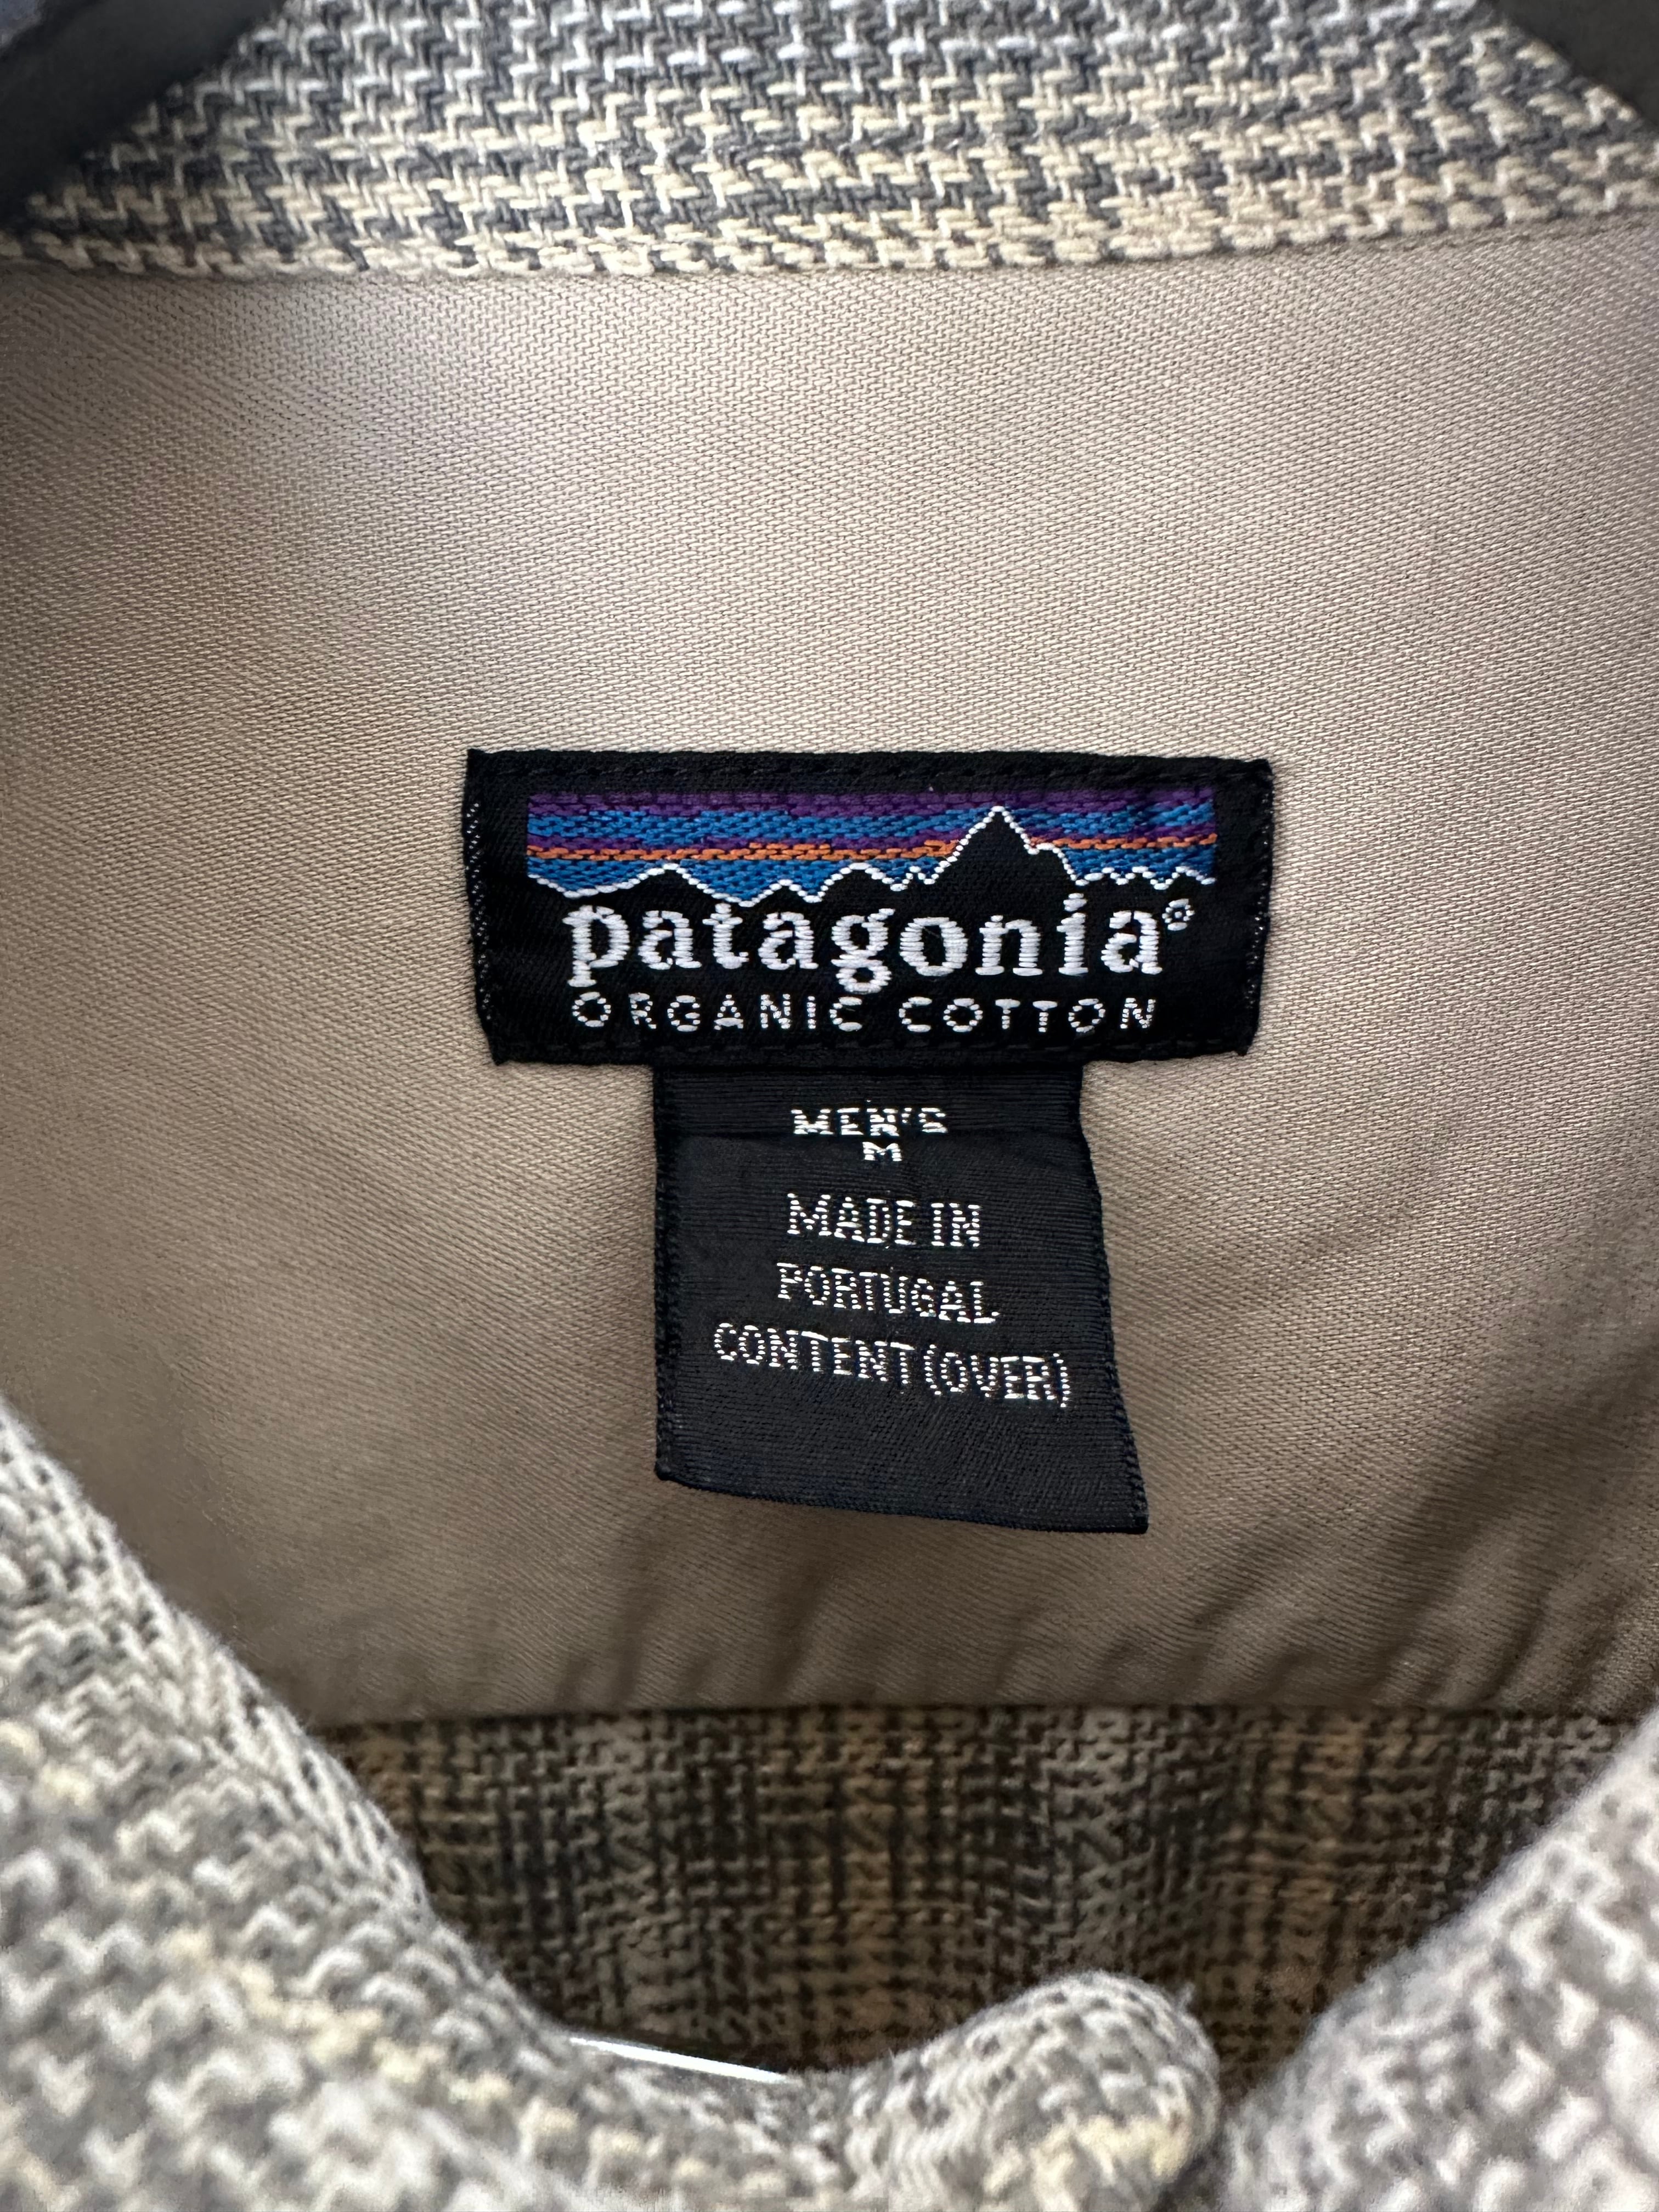 patagonia®
ORGANIC COTTON
MEN'S
M
MADE IN
PORTUGAL
CONTENT (OVER)